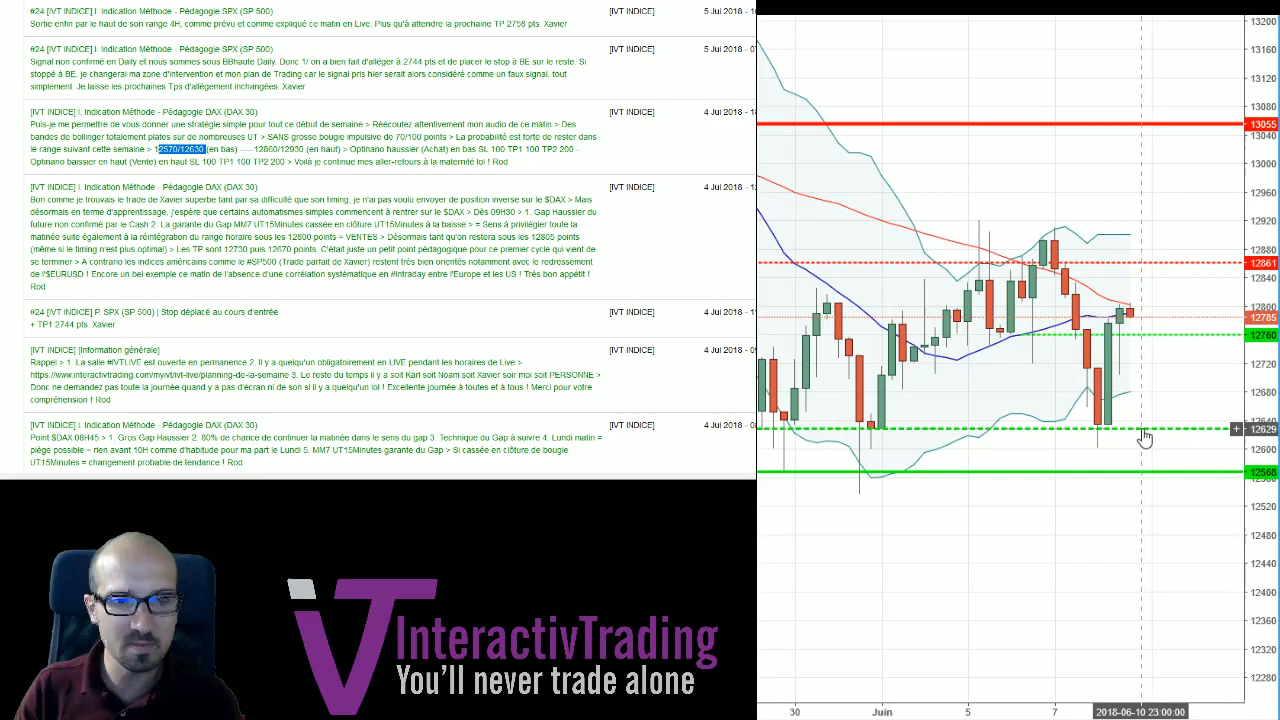 #24 [IVT INDICE] I. Indication Méthode - Pédagogie SPX (SP 500) [IVT INDICE] 5 Jul 2018 - 1
Sortie enfin par le haut de son range 4H, comme prévu et comme expliqué ce matin en Live. Plus qu'à attendre la prochaine TP 2758 pts. Xavier
#24 [IVT INDICE] I. Indication Méthode - Pédagogie SPX (SP 500) [IVT INDICE] 5 Jul 2018 - 0
Signal non confirmé en Daily et nous sommes sous BBhaute Daily. Donc 1/ on a bien fait d'alléger à 2744 pts et de placer le stop à BE sur le reste. Si
stoppé à BE, je changerai ma zone d'intervention et mon plan de Trading car le signal pris hier serait alors considéré comme un faux signal, tout
simplement. Je laisse les prochaines Tps d'allègement inchangées Xavier
[IVT INDICE] I. Indication Méthode - Pédagogie DAX (DAX 30) [IVT INDICE] 4 Jul 2018 - 1
Puis-je me permettre de vous donner une stratégie simple pour tout ce début de semaine > Réécoutez attentivement mon audio de ce matin > Des
bandes de bollinger totalement plates sur de nombreuses UT > SANS grosse bougie impulsive de 70/100 points > La probabilité est forte de rester dans
le range suivant cette semaine > 12570/12630 (en bas) ---- 12860/12930 (en haut) > Optinano haussier (Achat) en bas SL 100 TP1 100 TP2 200 -
Optinano baissier en haut (Vente) en haut SL 100 TP1 100 TP2 200 > Voilà je continue mes aller-retours à la maternité lol ! Rod
[IVT INDICE] I. Indication Méthode - Pédagogie DAX (DAX 30) [IVT INDICE] 4 Jul 2018 - 1
Bon comme je trouvais le trade de Xavier superbe tant par sa difficulté que son timing, je n'ai pas voulu envoyer de position inverse sur le $DAX > Mais
désormais en terme d'apprentissage, j'espère que certains automatismes simples commencent à rentrer sur le $DAX > Dès 09H30 > 1. Gap Haussier du
future non confirmé par le Cash 2. La garante du Gap MM7 UT15Minutes cassée en clôture UT15Minutes à la baisse > = Sens à privilégier toute la
matinée suite également à la réintégration du range horaire sous les 12800 points = VENTES > Désormais tant qu'on restera sous les 12805 points
(même si le timing n'est plus optimal) > Les TP sont 12730 puis 12670 points > C'était juste un petit point pédagogique pour ce premier cycle qui vient de
se terminer > A contrario les indices américains comme le #SP500 (Trade parfait de Xavier) restent très bien orientés notamment avec le redressement
de l'$EURUSD ! Encore un bel exemple ce matin de l'absence d'une corrélation systématique en #intraday entre l'Europe et les US ! Très bon appétit !
Rod
#24 [IVT INDICE] P. SPX (SP 500) | Stop déplacé au cours d'entrée [IVT INDICE] 4 Jul 2018 - 1
+ TP1 2744 pts. Xavier
[IVT INDICE] [Information générale] [IVT INDICE] 4 Jul 2018 - 0
Rappel > 1. La salle #IVTLIVE est ouverte en permanence 2. il y a quelqu'un obligatoirement en LIVE pendant les horaires de Live >
https://www.interactivtrading.com/myivt/ivt-live/planning-de-la-semaine 3. Le reste du temps il y a soit Karl soit Noam soit Xavier soir moi soit PERSONNE >
Donc ne demandez pas toute la journée quand y a pas d'écran ni de son si il y a quelqu'un lol ! Excellente journée à toutes et à tous ! Merci pour votre
compréhension ! Rod
[IVT INDICE] I. Indication Méthode - Pédagogie DAX (DAX 30) [IVT INDICE] 4 Jul 2018 - 0
Point $DAX 08H45 > 1. Gros Gap Haussier 2. 80% de chance de continuer la matinée dans le sens du gap 3. Technique du Gap à suivre 4. Lundi matin =
piège possible = rien avant 10H comme d'habitude pour ma part le Lundi 5. MM7 UT15Minutes garante du Gap > Si cassée en clôture de bougie
UT15Minutes = changement probable de tendance ! Rod
13200
13160
13120
13080
13055
13040
13000
12960
12920
12880
12861
12840
12800
12785
12760
12720
12680
12640
12629
12600
12568
12520
12480
12440
12400
12360
12320
12280
30 Juin 5 7 2018-06-10 23:00:00
iVT InteractivTrading
You'll never trade alone